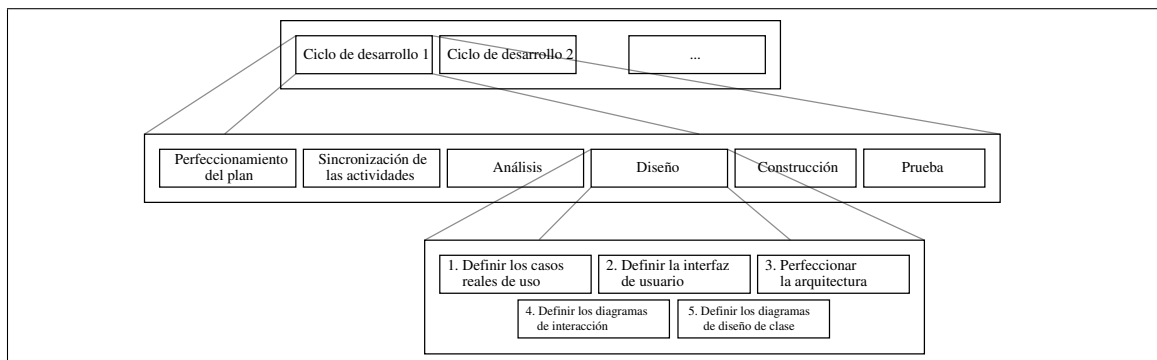 Ciclo de desarrollo 1
Ciclo de desarrollo 2
...
Perfeccionamiento
del plan
Sincronización de
las actividades
Análisis
Diseño
Construcción
Prueba
1. Definir los casos
reales de uso
2. Definir la interfaz
de usuario
3. Perfeccionar
la arquitectura
4. Definir los diagramas
de interacción
5. Definir los diagramas
de diseño de clase